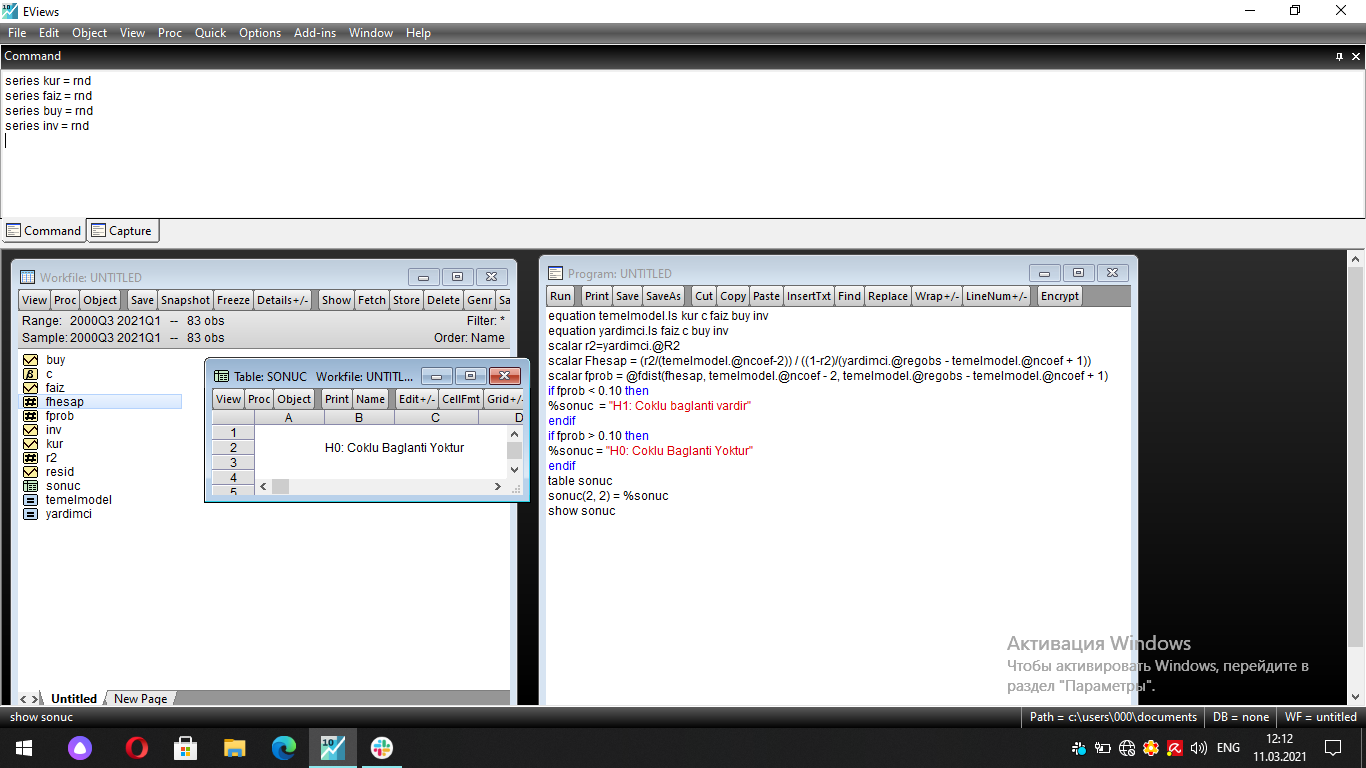 EViews
File Edit Object View Proc Quick Options Add-ins Window Help
Command
series kur = rnd
series faiz = rnd
series buy = rnd
series inv = rnd
Command Capture
Workfile: UNTITLED
View Proc Object Save Snapshot Freeze Details+/- Show Fetch Store Delete Genr Sa
Range: 2000Q3 2021Q1 -- 83 obs Filter: *
Sample: 2000Q3 2021Q1 -- 83 obs Order: Name
buy
c
faiz
fhesap
fprob
inv
kur
r2
resid
sonuc
temelmodel
yardimci
Untitled New Page
Table: SONUC Workfile: UNTITL...
View Proc Object Print Name Edit+/- CellFmt Grid+/-
A B C D
1
2 H0: Coklu Baglanti Yoktur
3
4
5
Program: UNTITLED
Run Print Save SaveAs Cut Copy Paste InsertTxt Find Replace Wrap+/- LineNum+/- Encrypt
equation temelmodel.ls kur c faiz buy inv
equation yardimci.ls faiz c buy inv
scalar r2=yardimci.@R2
scalar Fhesap = (r2/(temelmodel.@ncoef-2)) / ((1-r2)/(yardimci.@regobs - temelmodel.@ncoef + 1))
scalar fprob = @fdist(fhesap, temelmodel.@ncoef - 2, temelmodel.@regobs - temelmodel.@ncoef + 1)
if fprob < 0.10 then
%sonuc = "H1: Coklu baglanti vardir"
endif
if fprob > 0.10 then
%sonuc = "H0: Coklu Baglanti Yoktur"
endif
table sonuc
sonuc(2, 2) = %sonuc
show sonuc
Активация Windows
Чтобы активировать Windows, перейдите в
раздел "Параметры".
show sonuc Path = c:\users\000\documents DB = none WF = untitled
10 ENG 12:12
11.03.2021